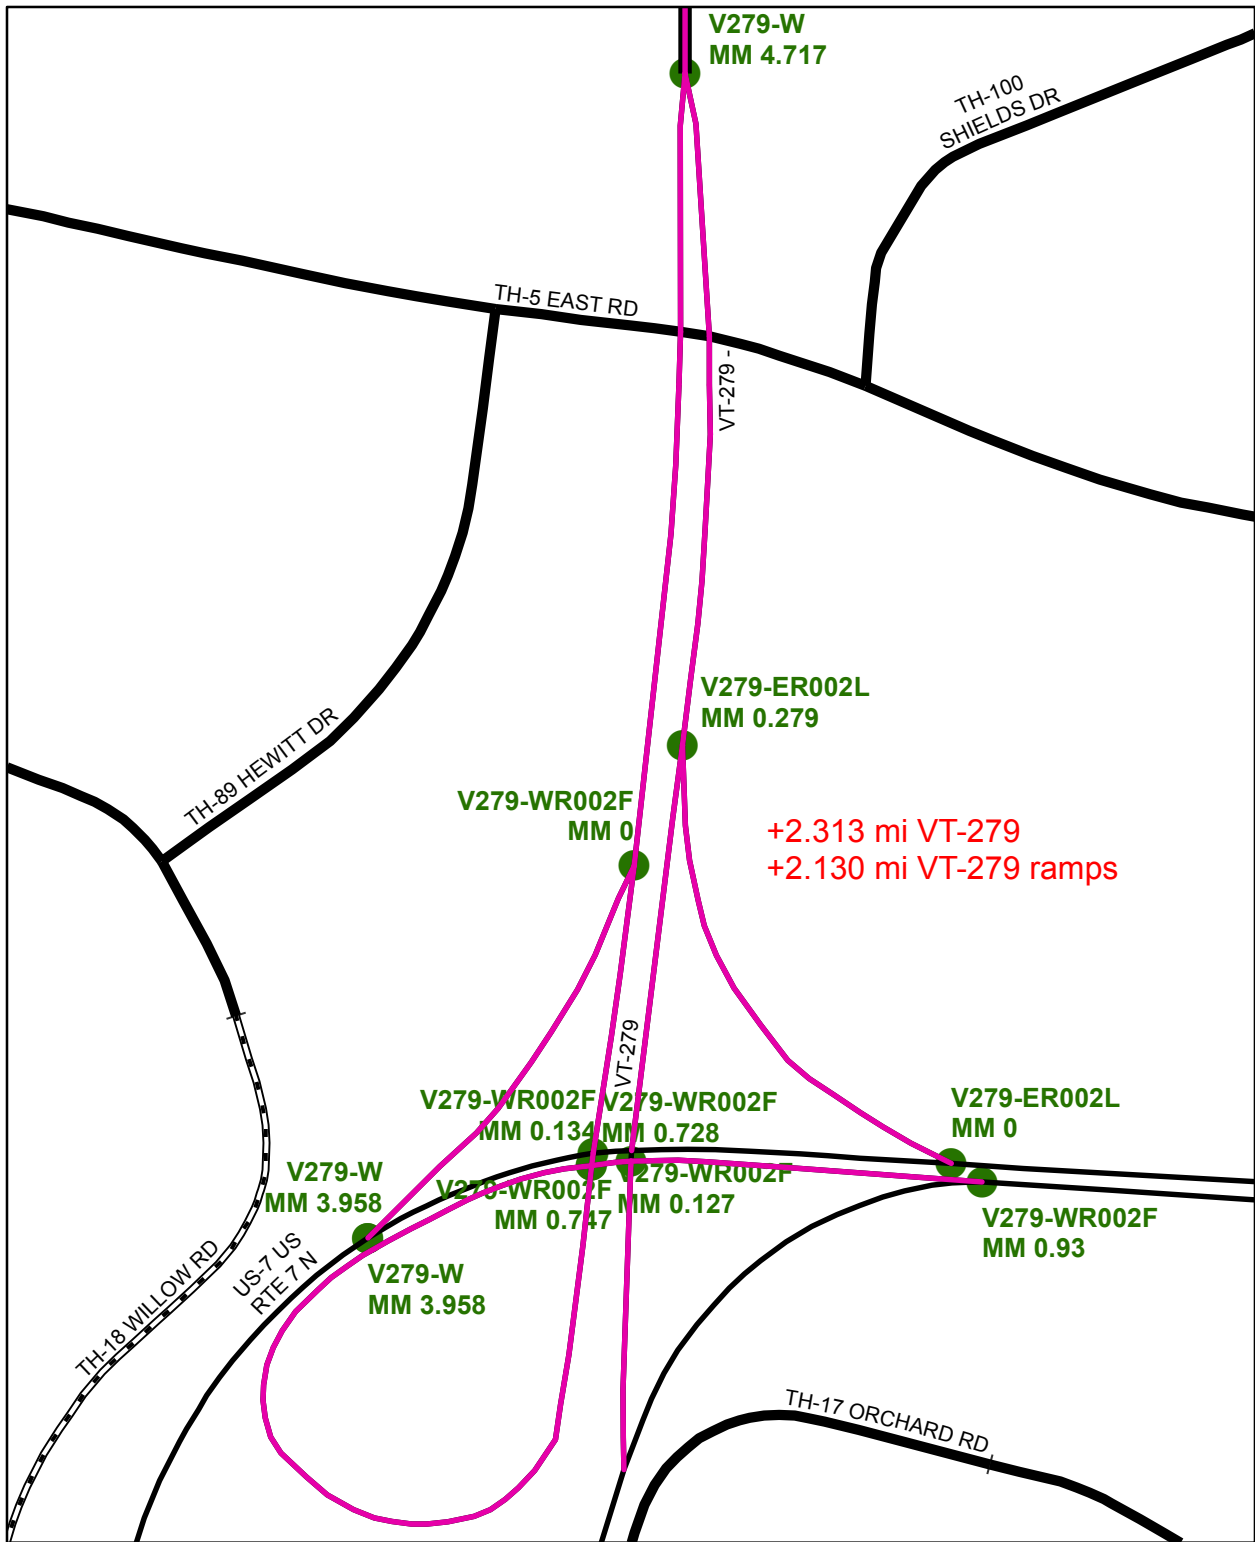 V279-W
MM 4.717
TH-100
SHIELDS DR
TH-5 EAST RD
VT-279 -
V279-ER002L
MM 0.279
TH-89 HEWITT DR
V279-WR002F
MM 0
+2.313 mi VT-279
+2.130 mi VT-279 ramps
VT-279
V279-WR002F
MM 0.134
V279-WR002F
MM 0.728
V279-ER002L
MM 0
V279-W
MM 3.958
V279-WR002F
MM 0.747
V279-WR002F
MM 0.127
V279-WR002F
MM 0.93
US-7 US
RTE 7 N
V279-W
MM 3.958
TH-18 WILLOW RD
TH-17 ORCHARD RD